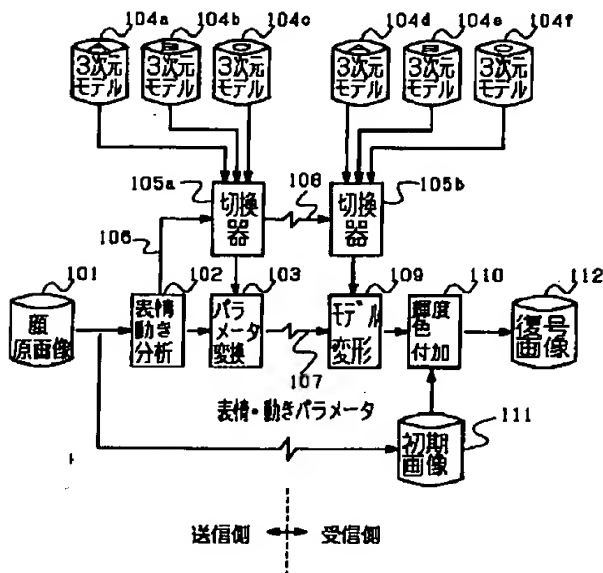 104a 104b 104c 104d 104e 104f
3次元
モデル
3次元
モデル
3次元
モデル
3次元
モデル
3次元
モデル
3次元
モデル
105a
切換
器
108
切換
器
105b
106
101
顔
原画像
102
表情
動き
分析
103
パラ
メータ
変換
107
109
モデル
変形
110
輝度
色
付加
112
復号
画像
表情・動きパラメータ
初期
画像
111
送信側
受信側